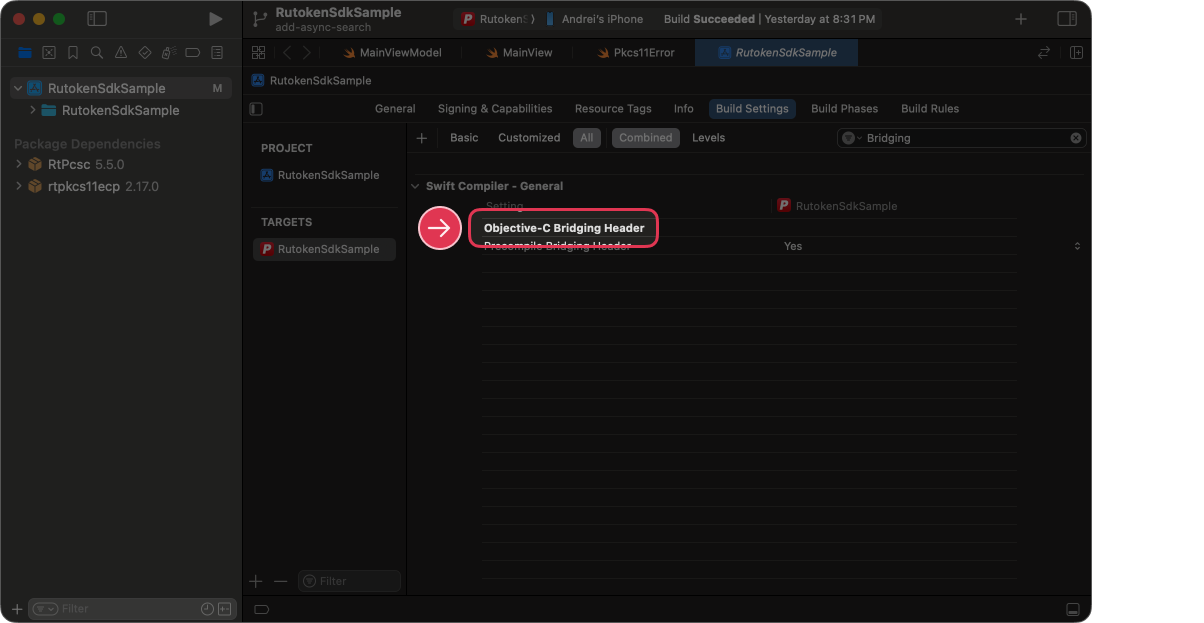 RutokenSdkSample
add-async-search
RutokenS
Andrei's iPhone
Build Succeeded | Yesterday at 8:31 PM
MainViewModel
MainView
Pkcs11Error
RutokenSdkSample
RutokenSdkSample M
RutokenSdkSample
Package Dependencies
RtPcsc 5.5.0
rtpkcs11ecp 2.17.0
RutokenSdkSample
General Signing & Capabilities Resource Tags Info Build Settings Build Phases Build Rules
PROJECT
RutokenSdkSample
TARGETS
RutokenSdkSample
Basic Customized All Combined Levels
Bridging
Swift Compiler - General
Setting
RutokenSdkSample
Objective-C Bridging Header
Precompile Bridging Header Yes
Filter
Filter